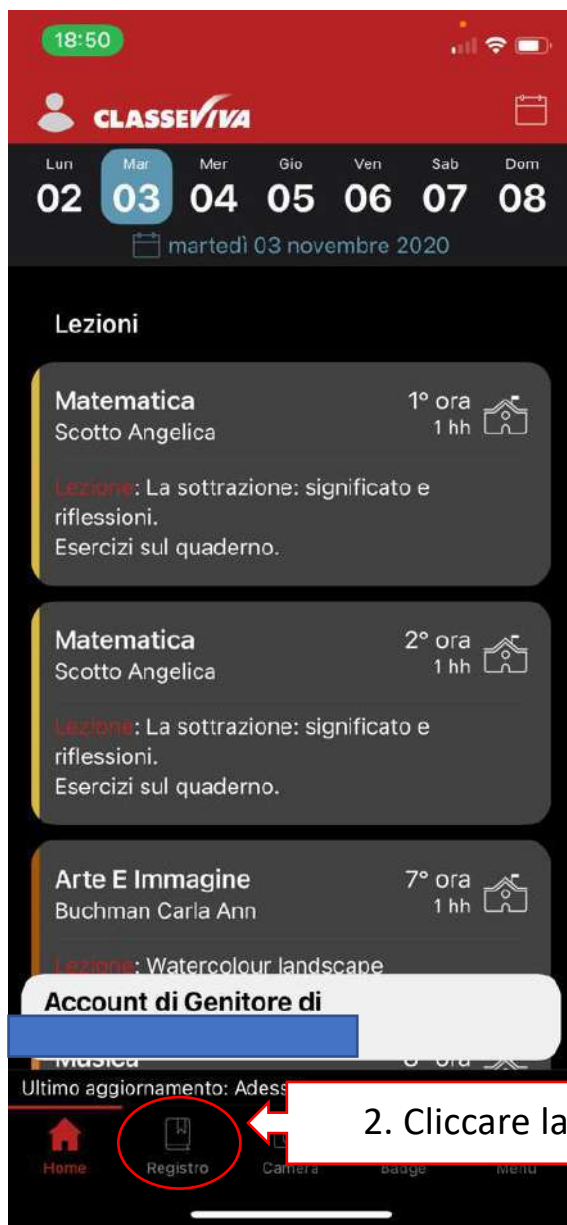 18:50
CLASSEVIVA
Lun Mar Mer Gio Ven Sab Dom
02 03 04 05 06 07 08
martedì 03 novembre 2020
Lezioni
Matematica 1° ora
Scotto Angelica 1 hh
Lezione: La sottrazione: significato e
riflessioni.
Esercizi sul quaderno.
Matematica 2° ora
Scotto Angelica 1 hh
Lezione: La sottrazione: significato e
riflessioni.
Esercizi sul quaderno.
Arte E Immagine 7° ora
Buchman Carla Ann 1 hh
Lezione: Watercolour landscape
Account di Genitore di
Musica 8° ora
Ultimo aggiornamento: Adess
2. Cliccare la
Home Registro Camera Badge Menu